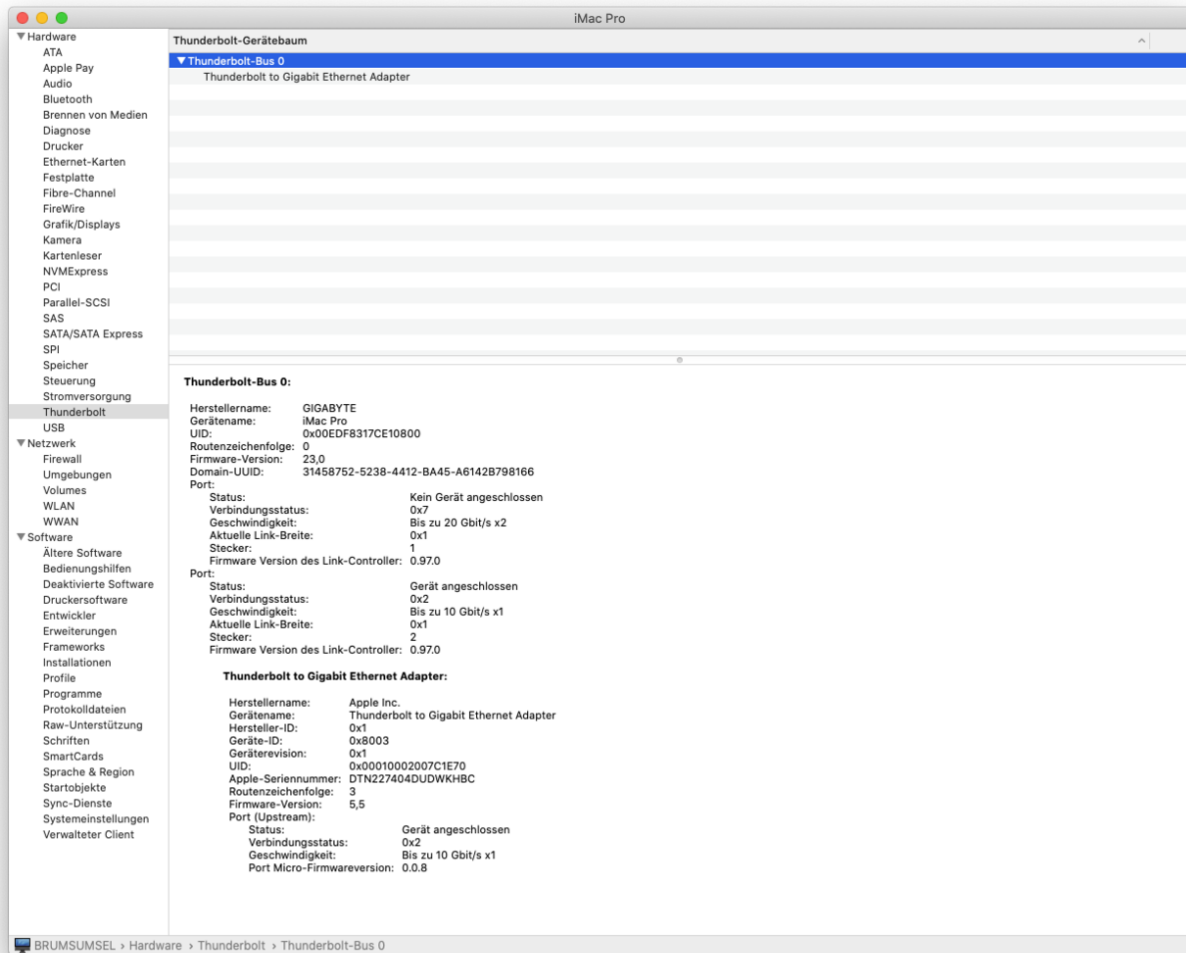 iMac Pro
Hardware
ATA
Apple Pay
Audio
Bluetooth
Brennen von Medien
Diagnose
Drucker
Ethernet-Karten
Festplatte
Fibre-Channel
FireWire
Grafik/Displays
Kamera
Kartenleser
NVMExpress
PCI
Parallel-SCSI
SAS
SATA/SATA Express
SPI
Speicher
Steuerung
Stromversorgung
Thunderbolt
USB
Netzwerk
Firewall
Umgebungen
Volumes
WLAN
WWAN
Software
Ältere Software
Bedienungshilfen
Deaktivierte Software
Druckersoftware
Entwickler
Erweiterungen
Frameworks
Installationen
Profile
Programme
Protokolldateien
Raw-Unterstützung
Schriften
SmartCards
Sprache & Region
Startobjekte
Sync-Dienste
Systemeinstellungen
Verwalteter Client
Thunderbolt-Gerätebaum
Thunderbolt-Bus 0
Thunderbolt to Gigabit Ethernet Adapter
Thunderbolt-Bus 0:
Herstellername: GIGABYTE
Gerätename: iMac Pro
UID: 0x00EDF8317CE10800
Routenzeichenfolge: 0
Firmware-Version: 23,0
Domain-UUID: 31458752-5238-4412-BA45-A6142B798166
Port:
Status: Kein Gerät angeschlossen
Verbindungsstatus: 0x7
Geschwindigkeit: Bis zu 20 Gbit/s x2
Aktuelle Link-Breite: 0x1
Stecker: 1
Firmware Version des Link-Controller: 0.97.0
Port:
Status: Gerät angeschlossen
Verbindungsstatus: 0x2
Geschwindigkeit: Bis zu 10 Gbit/s x1
Aktuelle Link-Breite: 0x1
Stecker: 2
Firmware Version des Link-Controller: 0.97.0
Thunderbolt to Gigabit Ethernet Adapter:
Herstellername: Apple Inc.
Gerätename: Thunderbolt to Gigabit Ethernet Adapter
Hersteller-ID: 0x1
Geräte-ID: 0x8003
Geräterevision: 0x1
UID: 0x00010002007C1E70
Apple-Seriennummer: DTN227404DUDWKHBC
Routenzeichenfolge: 3
Firmware-Version: 5,5
Port (Upstream):
Status: Gerät angeschlossen
Verbindungsstatus: 0x2
Geschwindigkeit: Bis zu 10 Gbit/s x1
Port Micro-Firmwareversion: 0.0.8
BRUMSUMSEL › Hardware › Thunderbolt › Thunderbolt-Bus 0